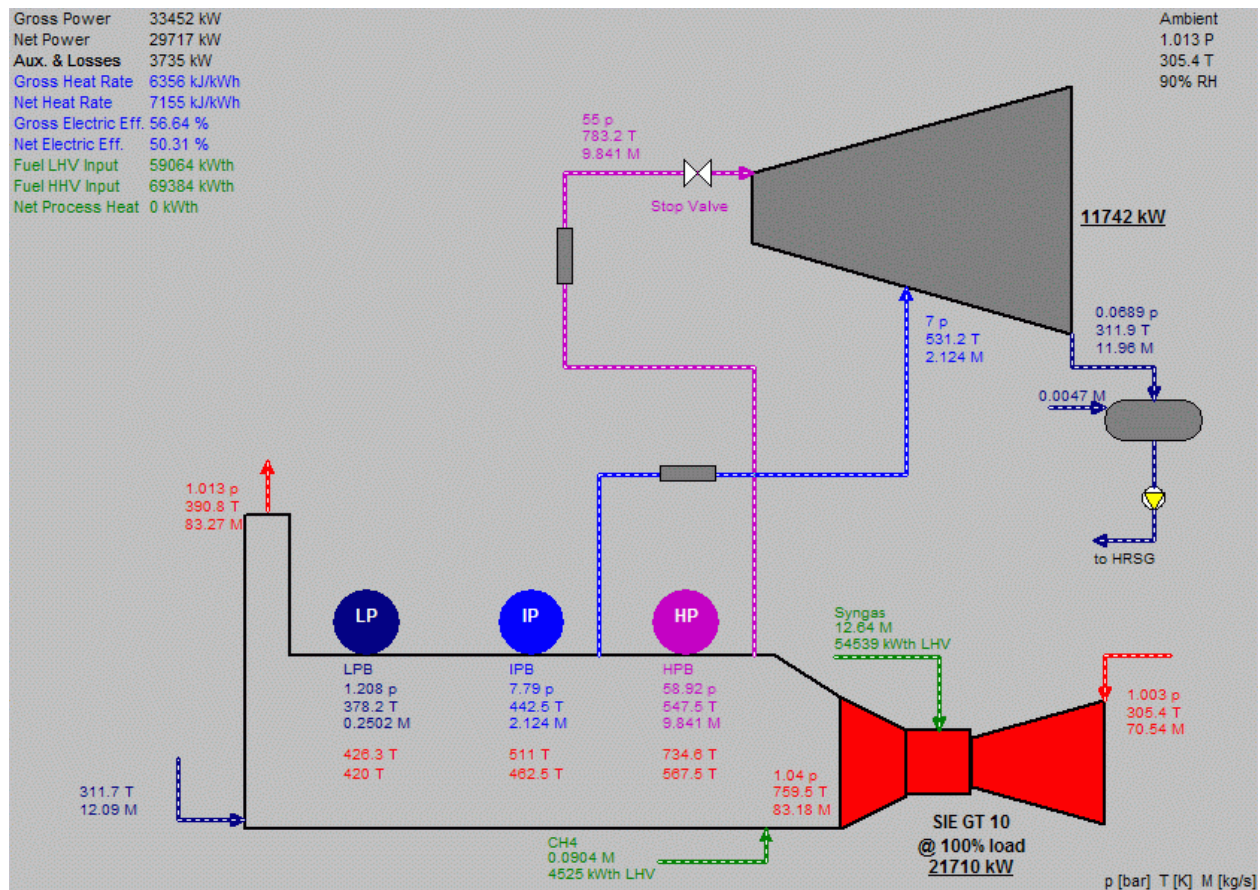 Gross Power 33452 kW
Net Power 29717 kW
Aux. & Losses 3735 kW
Gross Heat Rate 6356 kJ/kWh
Net Heat Rate 7155 kJ/kWh
Gross Electric Eff. 56.64 %
Net Electric Eff. 50.31 %
Fuel LHV Input 59064 kWth
Fuel HHV Input 69384 kWth
Net Process Heat 0 kWth
Ambient
1.013 P
305.4 T
90% RH
55 p
783.2 T
9.841 M
Stop Valve
11742 kW
7 p
531.2 T
2.124 M
0.0689 p
311.9 T
11.96 M
0.0047 M
to HRSG
1.013 p
390.8 T
83.27 M
LP
IP
HP
LPB
1.208 p
378.2 T
0.2502 M
426.3 T
420 T
IPB
7.79 p
442.5 T
2.124 M
511 T
462.5 T
HPB
58.92 p
547.5 T
9.841 M
734.6 T
567.5 T
Syngas
12.64 M
54539 kWth LHV
1.003 p
305.4 T
70.54 M
1.04 p
759.5 T
83.18 M
311.7 T
12.09 M
CH4
0.0904 M
4525 kWth LHV
SIE GT 10
@ 100% load
21710 kW
p [bar] T [K] M [kg/s]